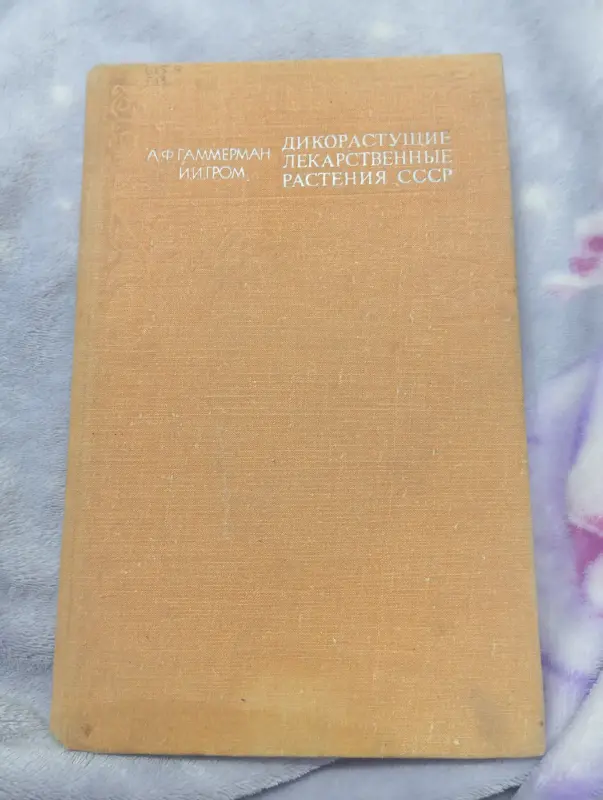 А.Ф.ГАММЕРМАН
И.И.ГРОМ
ДИКОРАСТУЩИЕ
ЛЕКАРСТВЕННЫЕ
РАСТЕНИЯ СССР